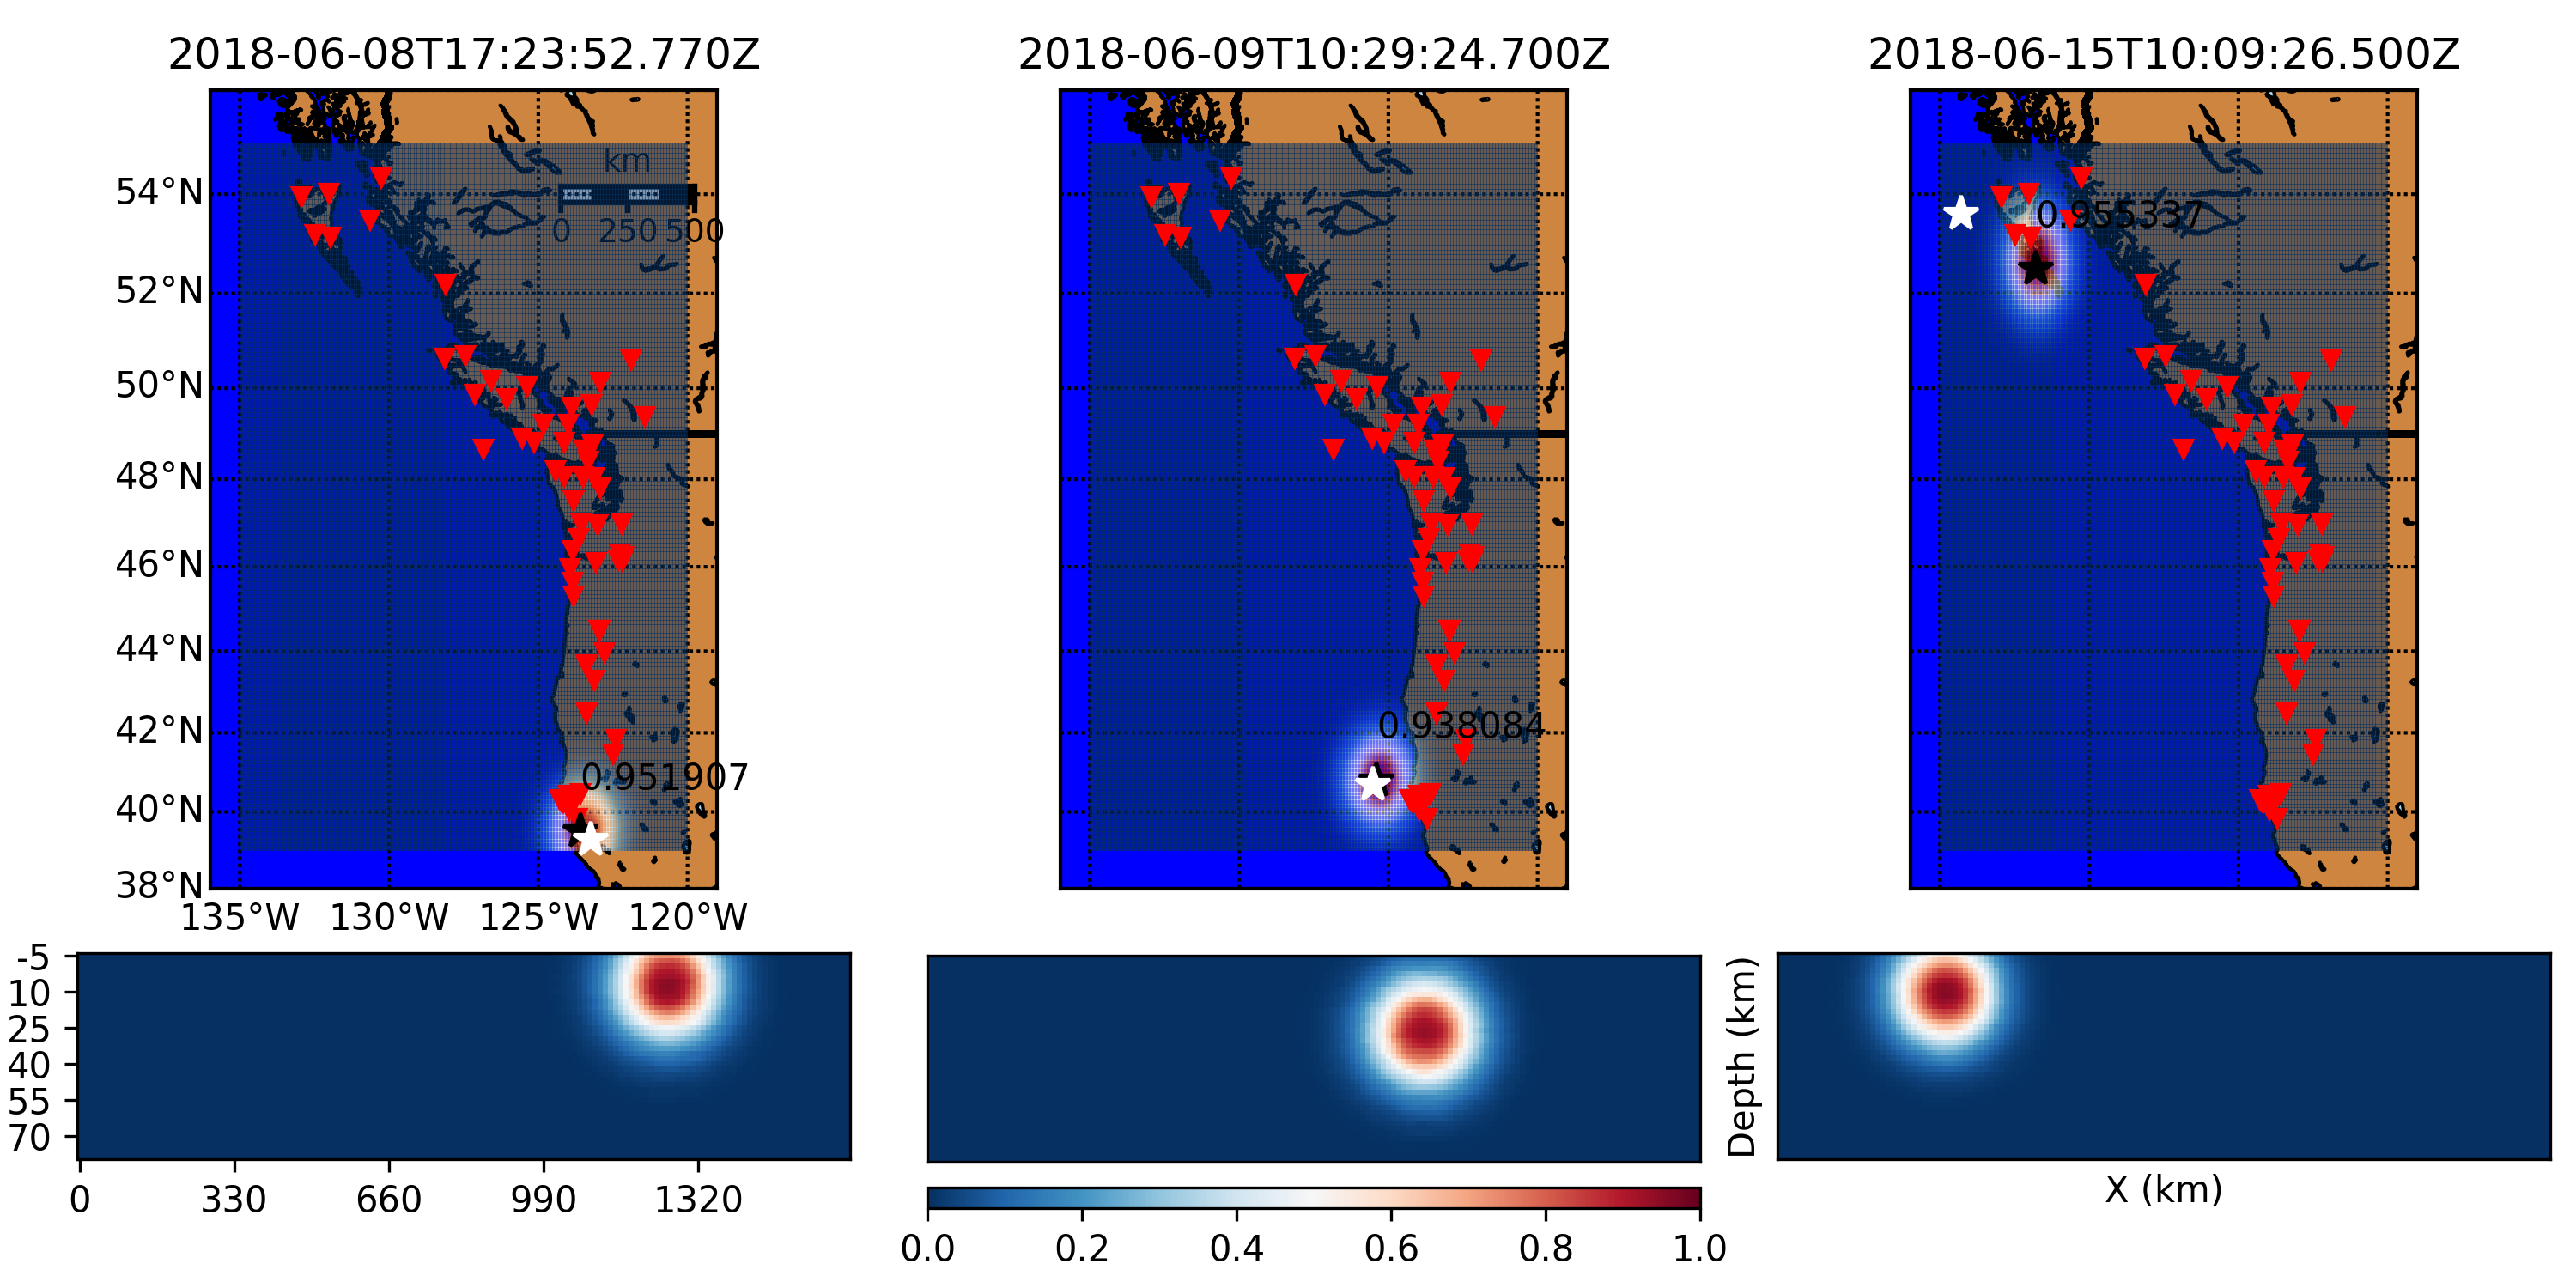 2018-06-08T17:23:52.770Z
2018-06-09T10:29:24.700Z
2018-06-15T10:09:26.500Z
km
0 250 500
54°N
52°N
50°N
48°N
46°N
44°N
42°N
40°N
38°N
135°W 130°W 125°W 120°W
0.951907
0.938084
0.955337
-5
10
25
40
55
70
0 330 660 990 1320
0.0 0.2 0.4 0.6 0.8 1.0
Depth (km)
X (km)